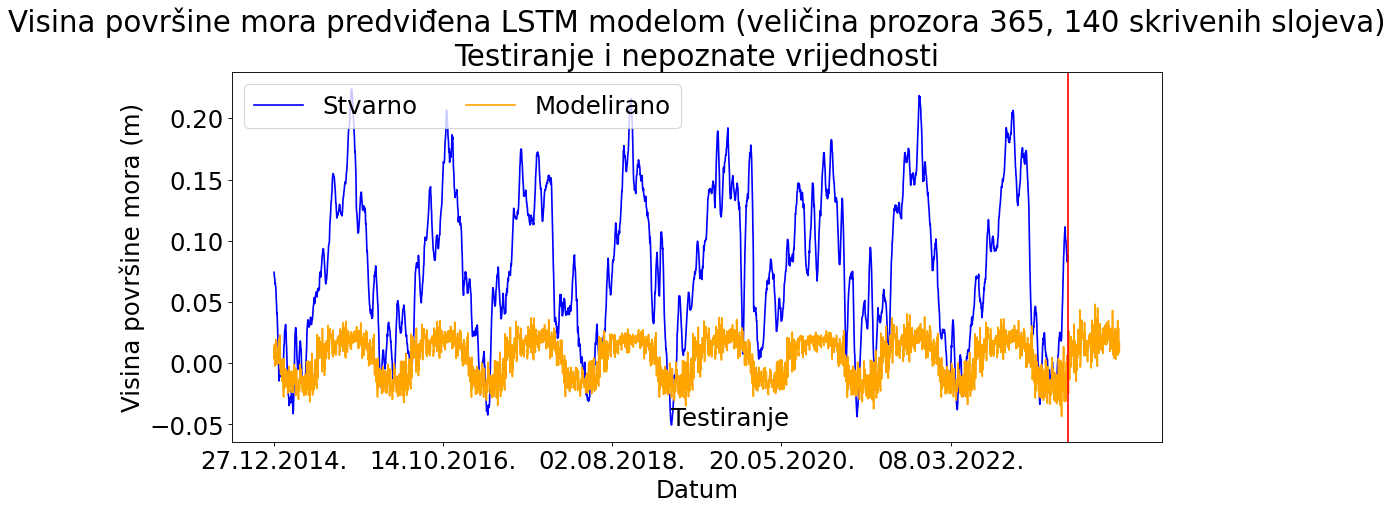 Visina površine mora predviđena LSTM modelom (veličina prozora 365, 140 skrivenih slojeva)
Testiranje i nepoznate vrijednosti
Stvarno
Modelirano
Visina površine mora (m)
0.20
0.15
0.10
0.05
0.00
−0.05
Testiranje
27.12.2014.
14.10.2016.
02.08.2018.
20.05.2020.
08.03.2022.
Datum